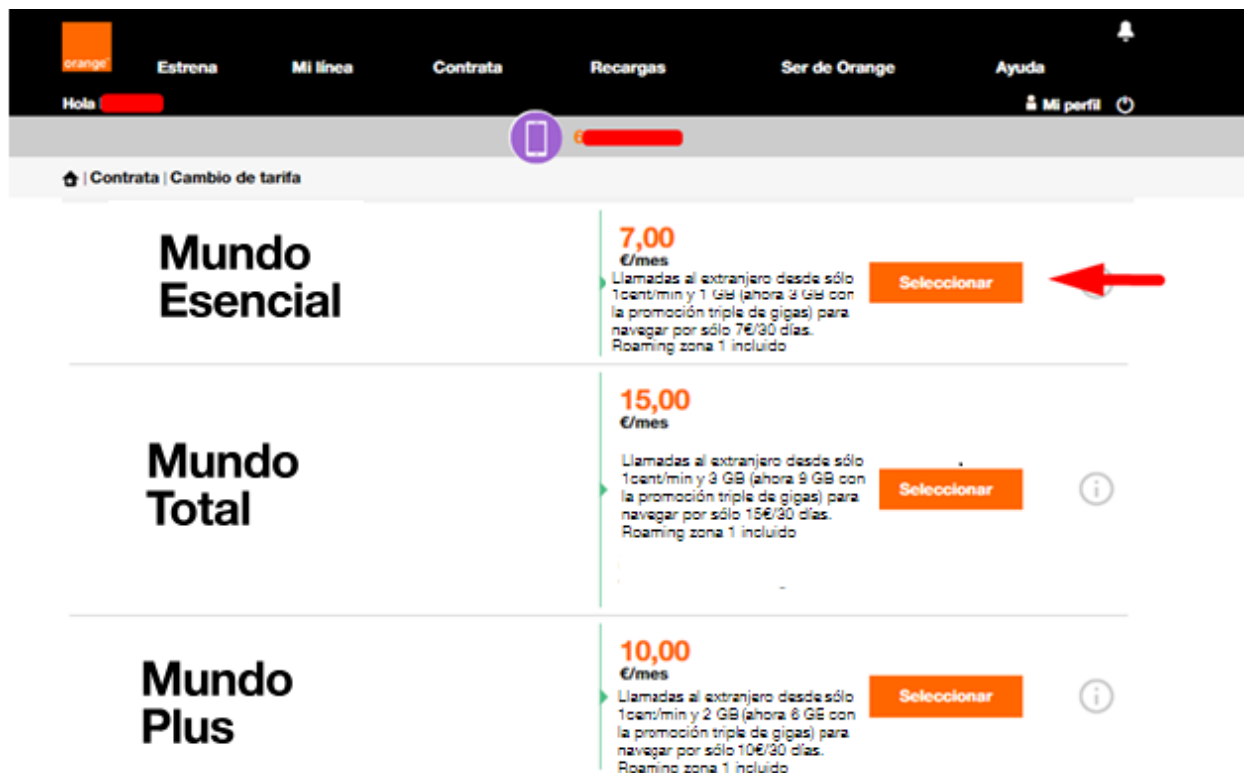 orange
Estrena Mi línea Contrata Recargas Ser de Orange Ayuda
Hola Mi perfil
6
| Contrata | Cambio de tarifa
Mundo
Esencial
7,00
€/mes
Llamadas al extranjero desde sólo
1cent/min y 1 GB (ahora 3 GB con
la promoción triple de gigas) para
navegar por sólo 7€/30 días.
Roaming zona 1 incluido
Seleccionar
Mundo
Total
15,00
€/mes
Llamadas al extranjero desde sólo
1cent/min y 3 GB (ahora 9 GB con
la promoción triple de gigas) para
navegar por sólo 15€/30 días.
Roaming zona 1 incluido
Seleccionar
Mundo
Plus
10,00
€/mes
Llamadas al extranjero desde sólo
1cent/min y 2 GB (ahora 6 GB con
la promoción triple de gigas) para
navegar por sólo 10€/30 días.
Roaming zona 1 incluido
Seleccionar